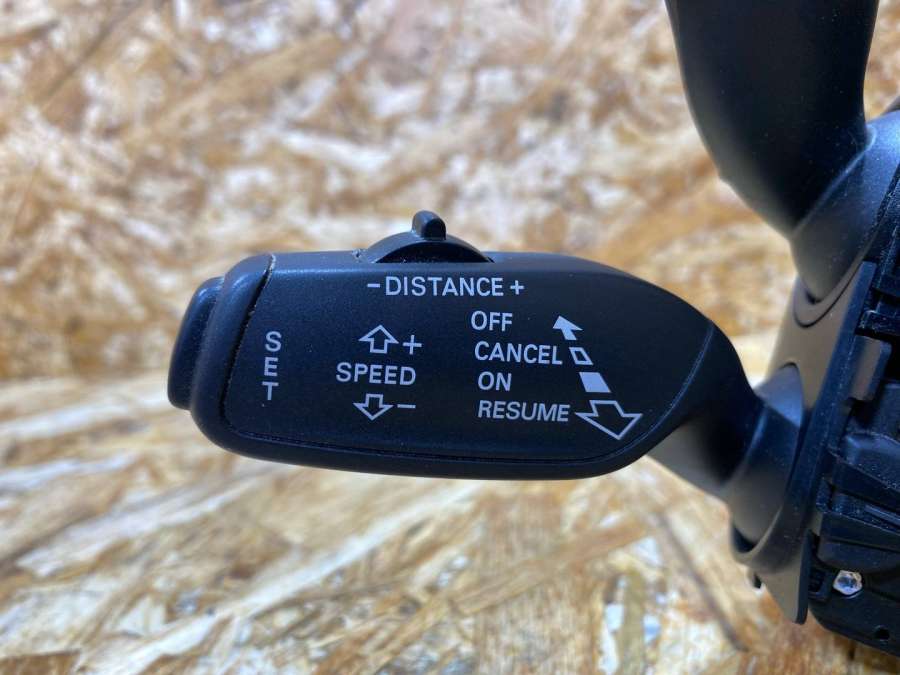 - DISTANCE +
SET
+
SPEED
-
OFF
CANCEL
ON
RESUME